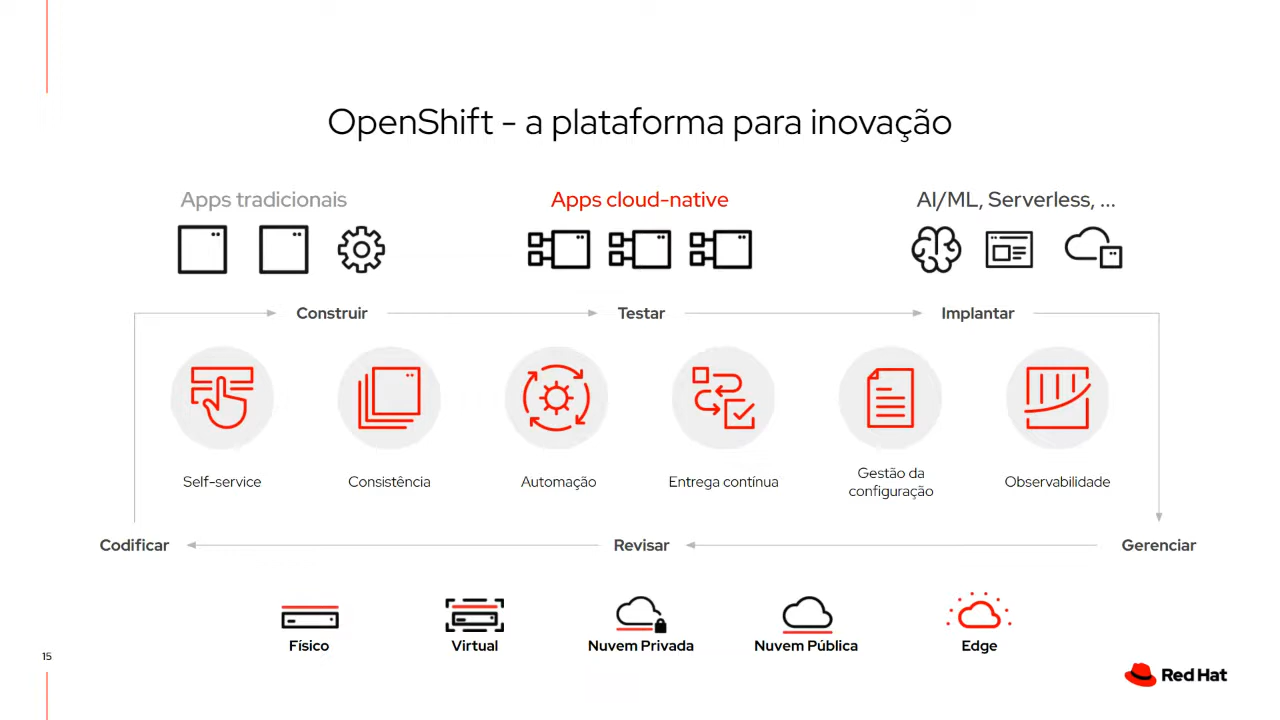 OpenShift - a plataforma para inovação
Apps tradicionais
Apps cloud-native
AI/ML, Serverless, ...
Construir
Testar
Implantar
Self-service
Consistência
Automação
Entrega contínua
Gestão da
configuração
Observabilidade
Codificar
Revisar
Gerenciar
Físico
Virtual
Nuvem Privada
Nuvem Pública
Edge
15
Red Hat